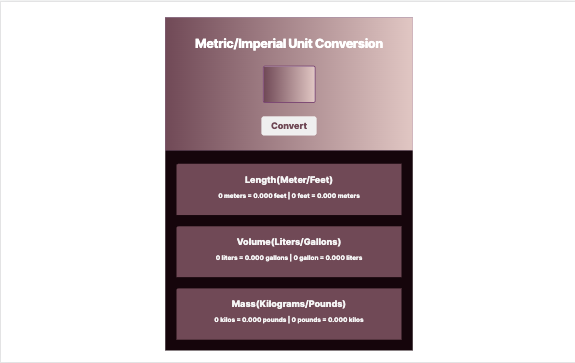 Metric/Imperial Unit Conversion
Convert
Length(Meter/Feet)
0 meters = 0.000 feet | 0 feet = 0.000 meters
Volume(Liters/Gallons)
0 liters = 0.000 gallons | 0 gallon = 0.000 liters
Mass(Kilograms/Pounds)
0 kilos = 0.000 pounds | 0 pounds = 0.000 kilos